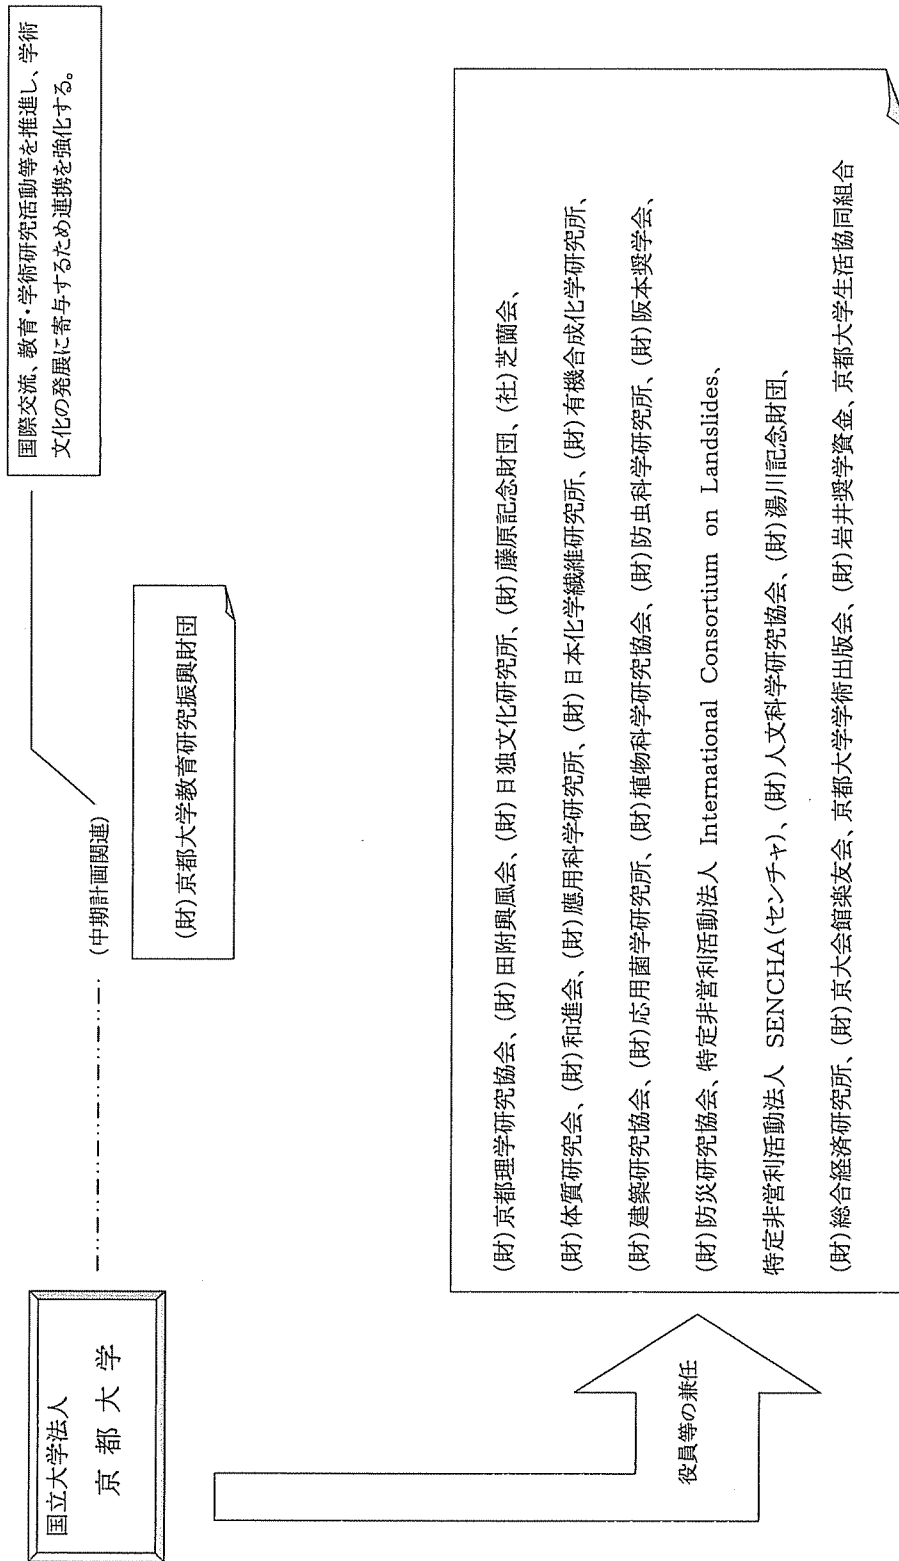 国立大学法人
京都大学
(中期計画関連)
国際交流、教育・学術研究活動等を推進し、学術
文化の発展に寄与するため連携を強化する。
(財)京都大学教育研究振興財団
役員等の兼任
(財)京都理学研究協会、(財)田附興風会、(財)日独文化研究所、(財)藤原記念財団、(社)芝蘭会、
(財)体質研究会、(財)和進会、(財)應用科学研究所、(財)日本化学繊維研究所、(財)有機合成化学研究所、
(財)建築研究協会、(財)応用菌学研究所、(財)植物科学研究協会、(財)防虫科学研究所、(財)阪本奨学会、
(財)防災研究協会、特定非営利活動法人 International Consortium on Landslides、
特定非営利活動法人 SENCHA(センチャ)、(財)人文科学研究協会、(財)湯川記念財団、
(財)総合経済研究所、(財)京大会館楽友会、京都大学学術出版会、(財)岩井奨学資金、京都大学生活協同組合